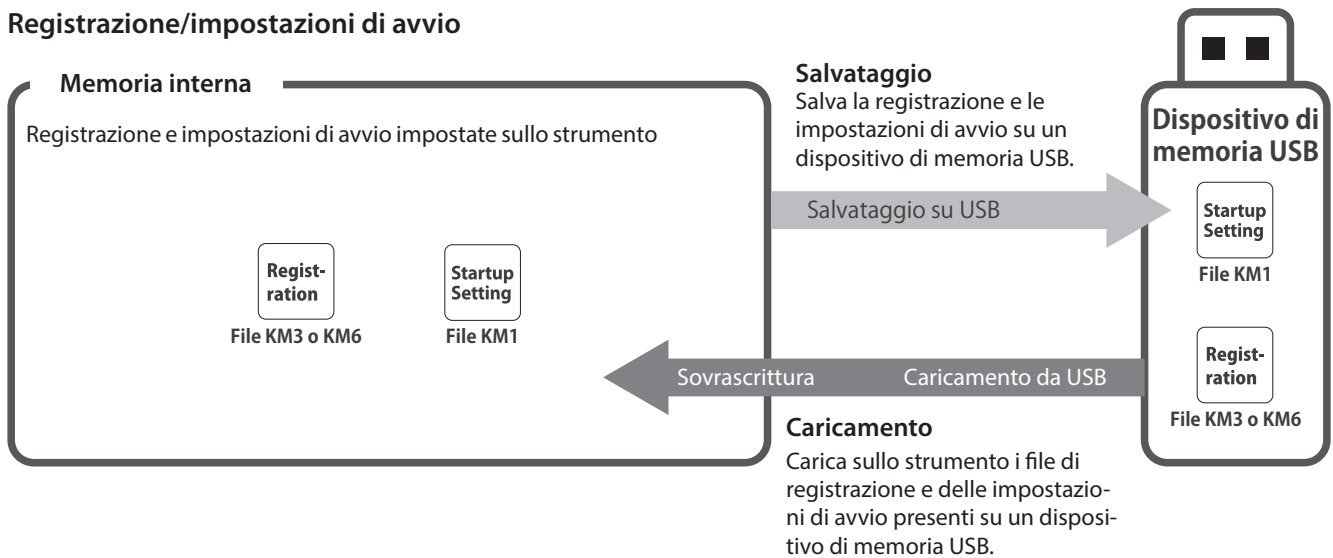 Registrazione/impostazioni di avvio
Memoria interna
Registrazione e impostazioni di avvio impostate sullo strumento
Regist-
ration
File KM3 o KM6
Startup
Setting
File KM1
Salvataggio
Salva la registrazione e le
impostazioni di avvio su un
dispositivo di memoria USB.
Salvataggio su USB
Sovrascrittura
Caricamento da USB
Caricamento
Carica sullo strumento i file di
registrazione e delle impostazio-
ni di avvio presenti su un disposi-
tivo di memoria USB.
Dispositivo di
memoria USB
Startup
Setting
File KM1
Regist-
ration
File KM3 o KM6